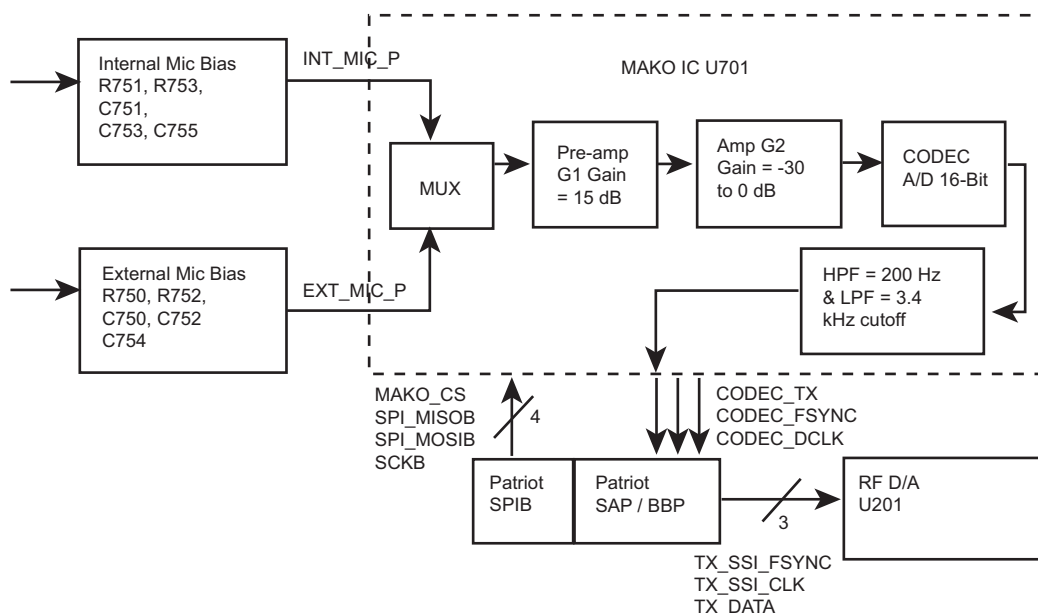 Internal Mic Bias
R751, R753,
C751,
C753, C755
INT_MIC_P
MAKO IC U701
MUX
Pre-amp
G1 Gain
= 15 dB
Amp G2
Gain = -30
to 0 dB
CODEC
A/D 16-Bit
External Mic Bias
R750, R752,
C750, C752
C754
EXT_MIC_P
HPF = 200 Hz
& LPF = 3.4
kHz cutoff
MAKO_CS
SPI_MISOB
SPI_MOSIB
SCKB
4
CODEC_TX
CODEC_FSYNC
CODEC_DCLK
Patriot
SPIB
Patriot
SAP / BBP
3
RF D/A
U201
TX_SSI_FSYNC
TX_SSI_CLK
TX_DATA